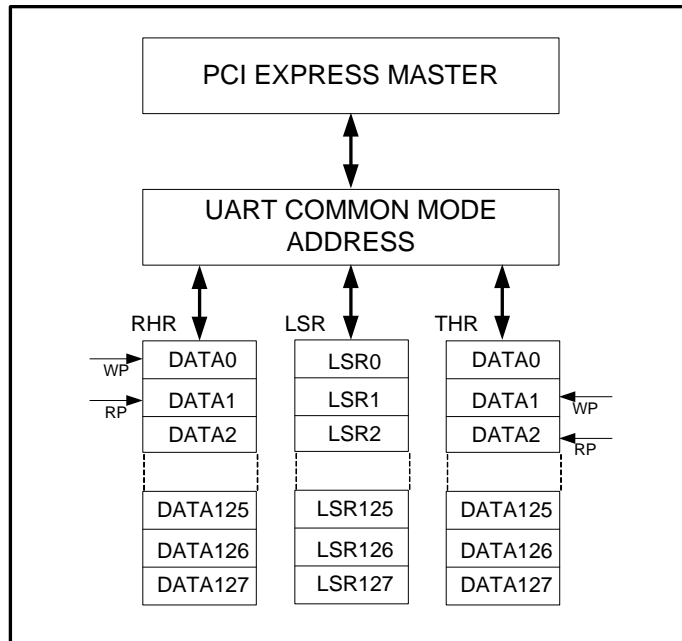 PCI EXPRESS MASTER
UART COMMON MODE
ADDRESS
RHR
LSR
THR
DATA0
LSR0
DATA0
WP
DATA1
LSR1
DATA1
WP
RP
DATA2
LSR2
DATA2
RP
DATA125
LSR125
DATA125
DATA126
LSR126
DATA126
DATA127
LSR127
DATA127